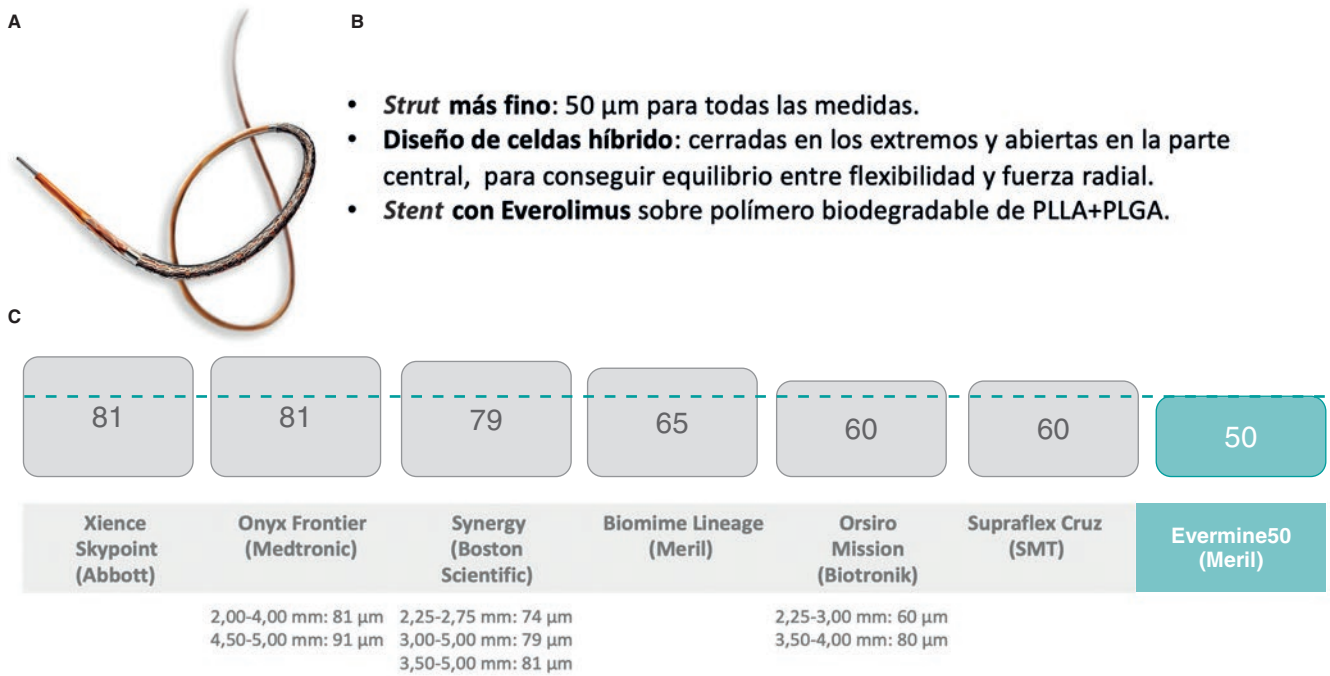 A
B
• Strut más fino: 50 µm para todas las medidas.
• Diseño de celdas híbrido: cerradas en los extremos y abiertas en la parte
central, para conseguir equilibrio entre flexibilidad y fuerza radial.
• Stent con Everolimus sobre polímero biodegradable de PLLA+PLGA.
C
81 81 79 65 60 60 50
Xience
Skypoint
(Abbott)
Onyx Frontier
(Medtronic)
Synergy
(Boston
Scientific)
Biomime Lineage
(Meril)
Orsiro
Mission
(Biotronik)
Supraflex Cruz
(SMT)
Evermine50
(Meril)
2,00-4,00 mm: 81 µm
4,50-5,00 mm: 91 µm
2,25-2,75 mm: 74 µm
3,00-5,00 mm: 79 µm
3,50-5,00 mm: 81 µm
2,25-3,00 mm: 60 µm
3,50-4,00 mm: 80 µm